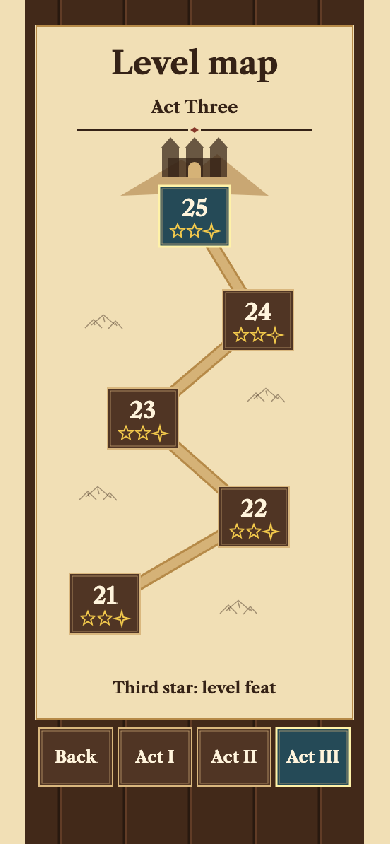 Level map
Act Three
25
24
23
22
21
Third star: level feat
Back
Act I
Act II
Act III